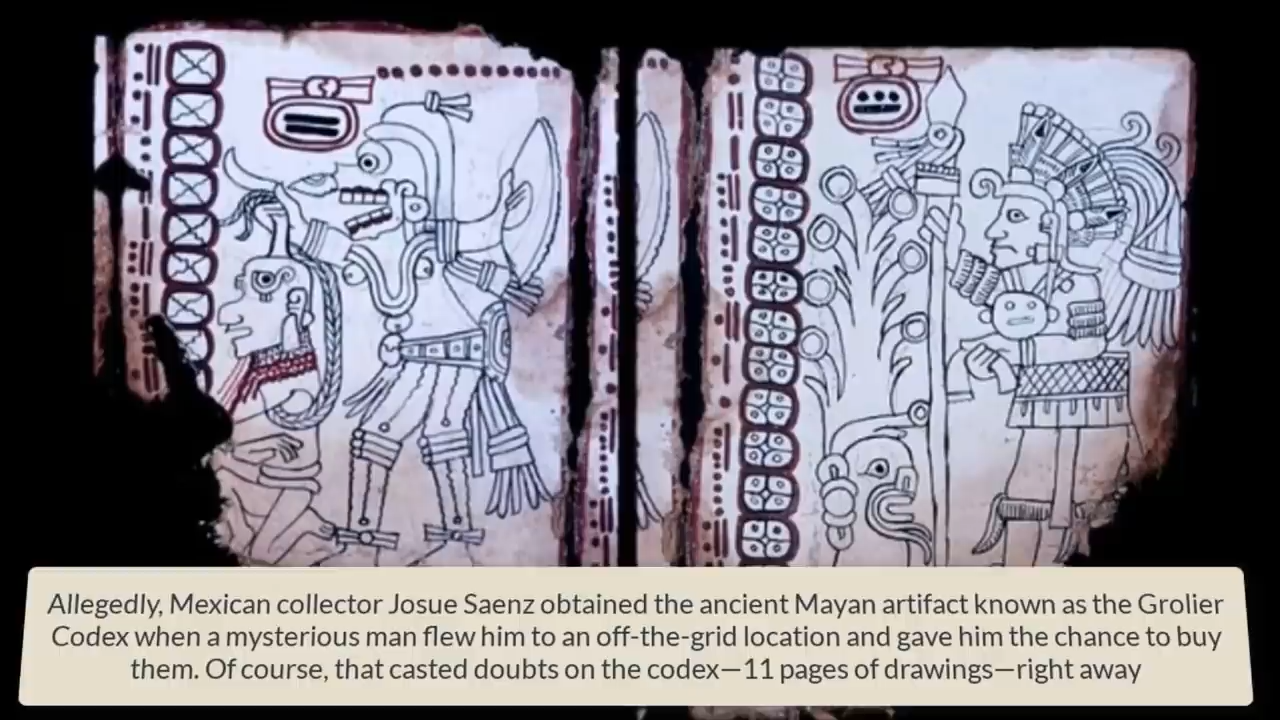 Allegedly, Mexican collector Josue Saenz obtained the ancient Mayan artifact known as the Grolier
Codex when a mysterious man flew him to an off-the-grid location and gave him the chance to buy
them. Of course, that casted doubts on the codex—11 pages of drawings—right away